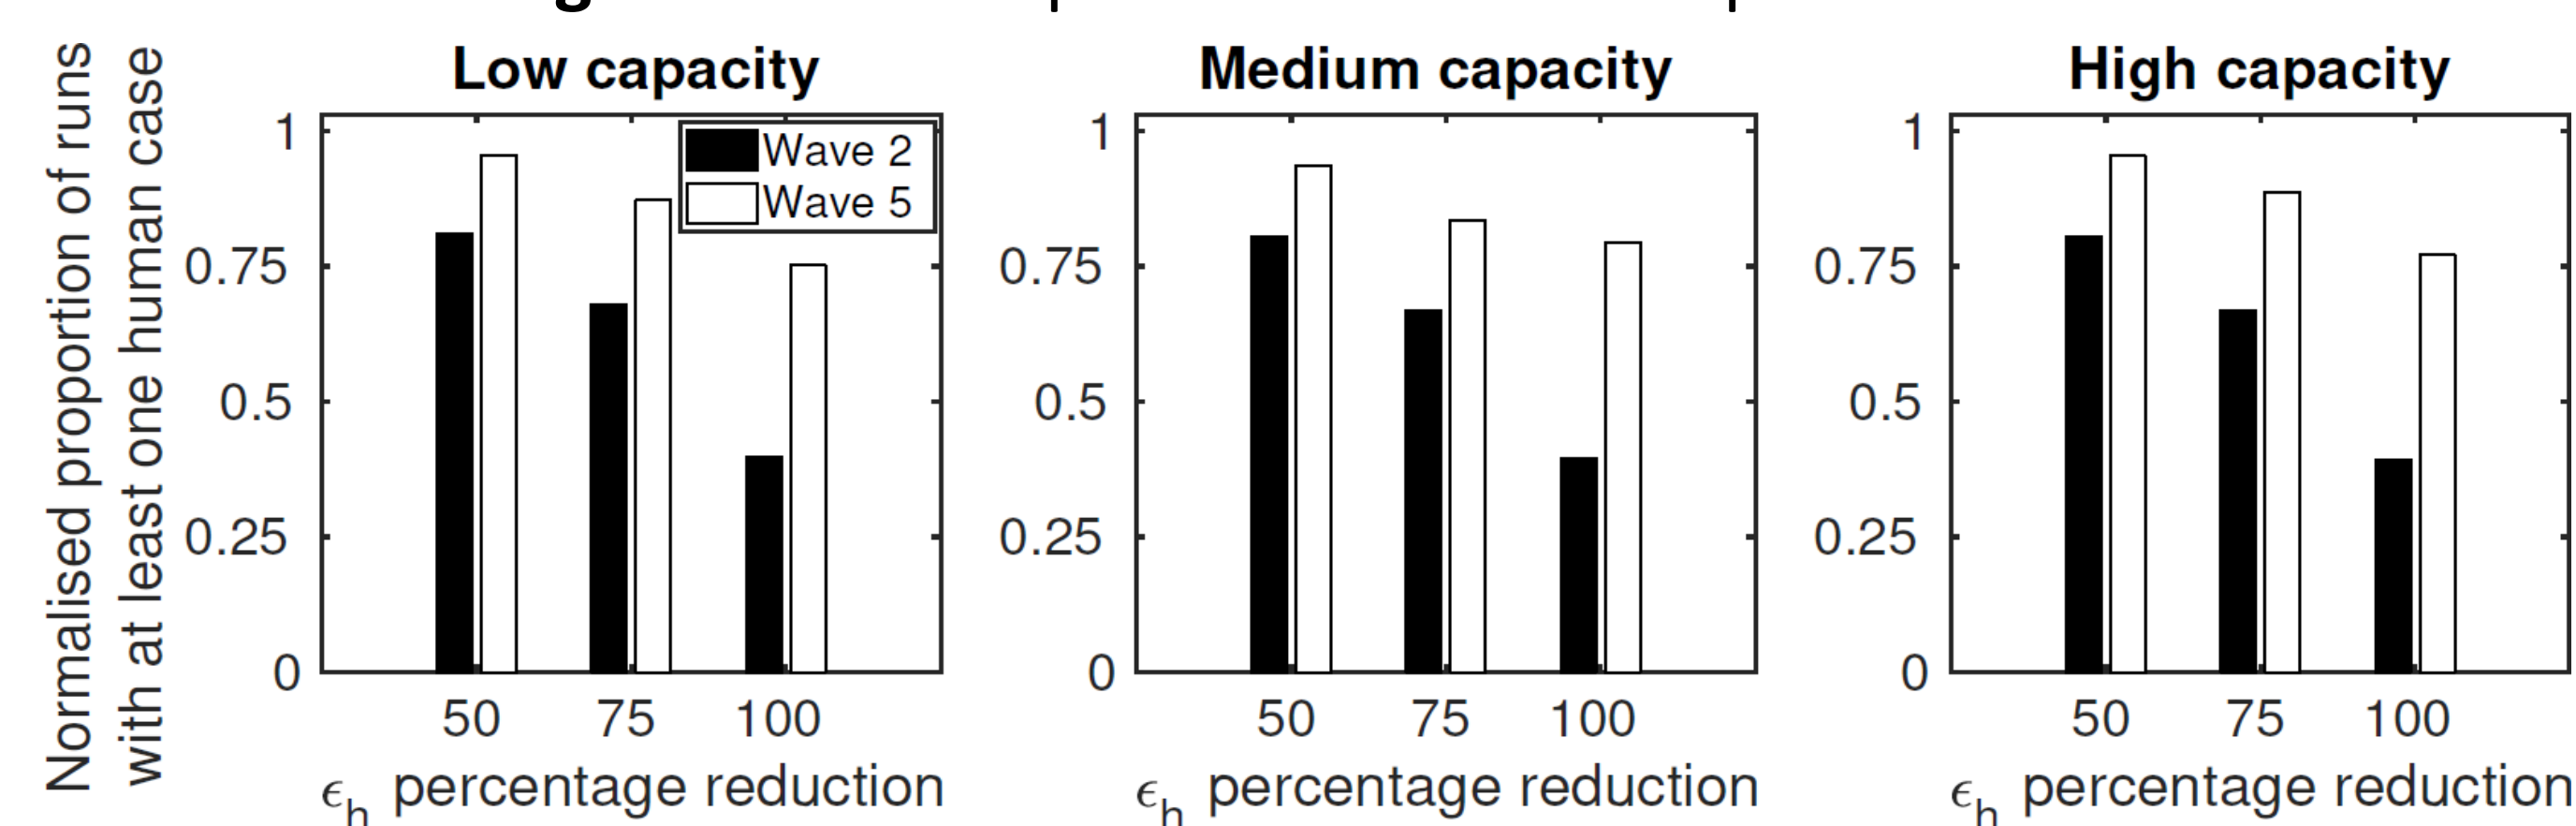 Low capacity
Medium capacity
High capacity
Normalised proportion of runs
with at least one human case
1
0.75
0.5
0.25
0
Wave 2
Wave 5
50 75 100
ϵh percentage reduction
1
0.75
0.5
0.25
0
50 75 100
ϵh percentage reduction
1
0.75
0.5
0.25
0
50 75 100
ϵh percentage reduction